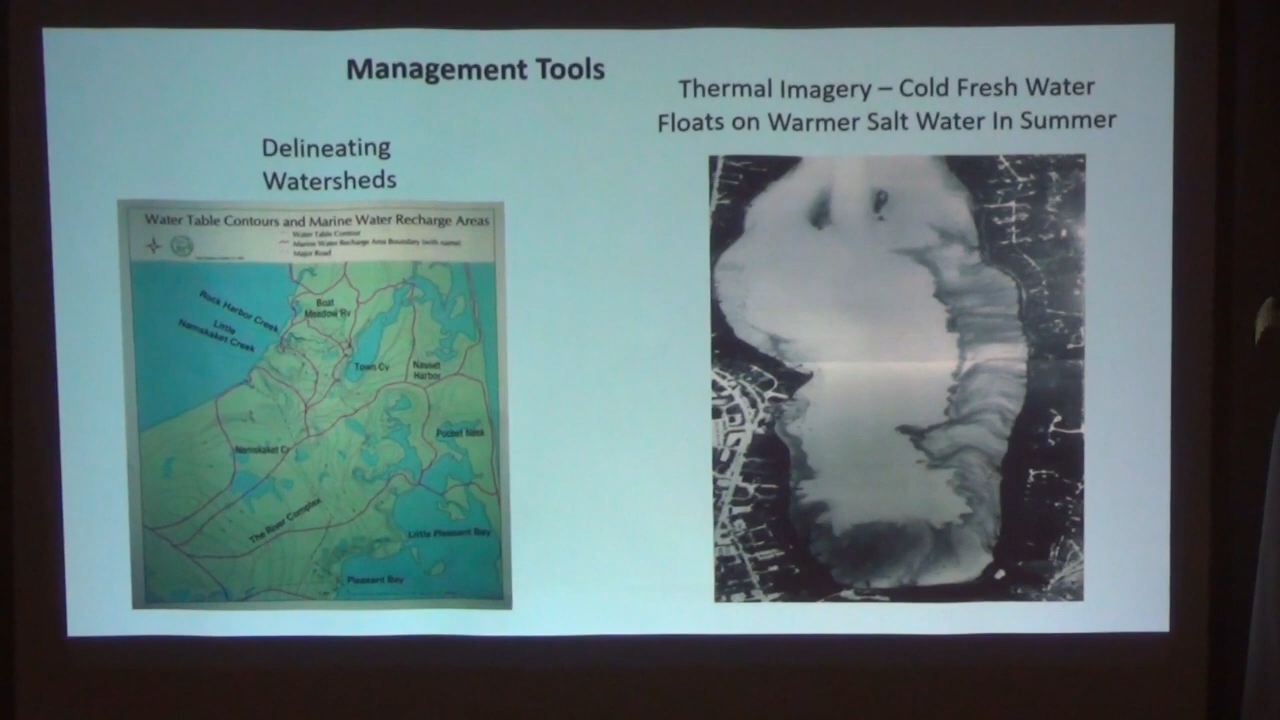 Management Tools
Thermal Imagery – Cold Fresh Water
Floats on Warmer Salt Water In Summer
Delineating
Watersheds
Water Table Contours and Marine Water Recharge Areas
Water Table Contour
Marine Water Recharge Area Boundary (with name)
Major Road
Rock Harbor Creek
Little
Namskaket Creek
Boat
Meadow Rv
Town Cv
Nauset
Harbor
Pochet Neck
Namskaket Cr
The River Complex
Little Pleasant Bay
Pleasant Bay